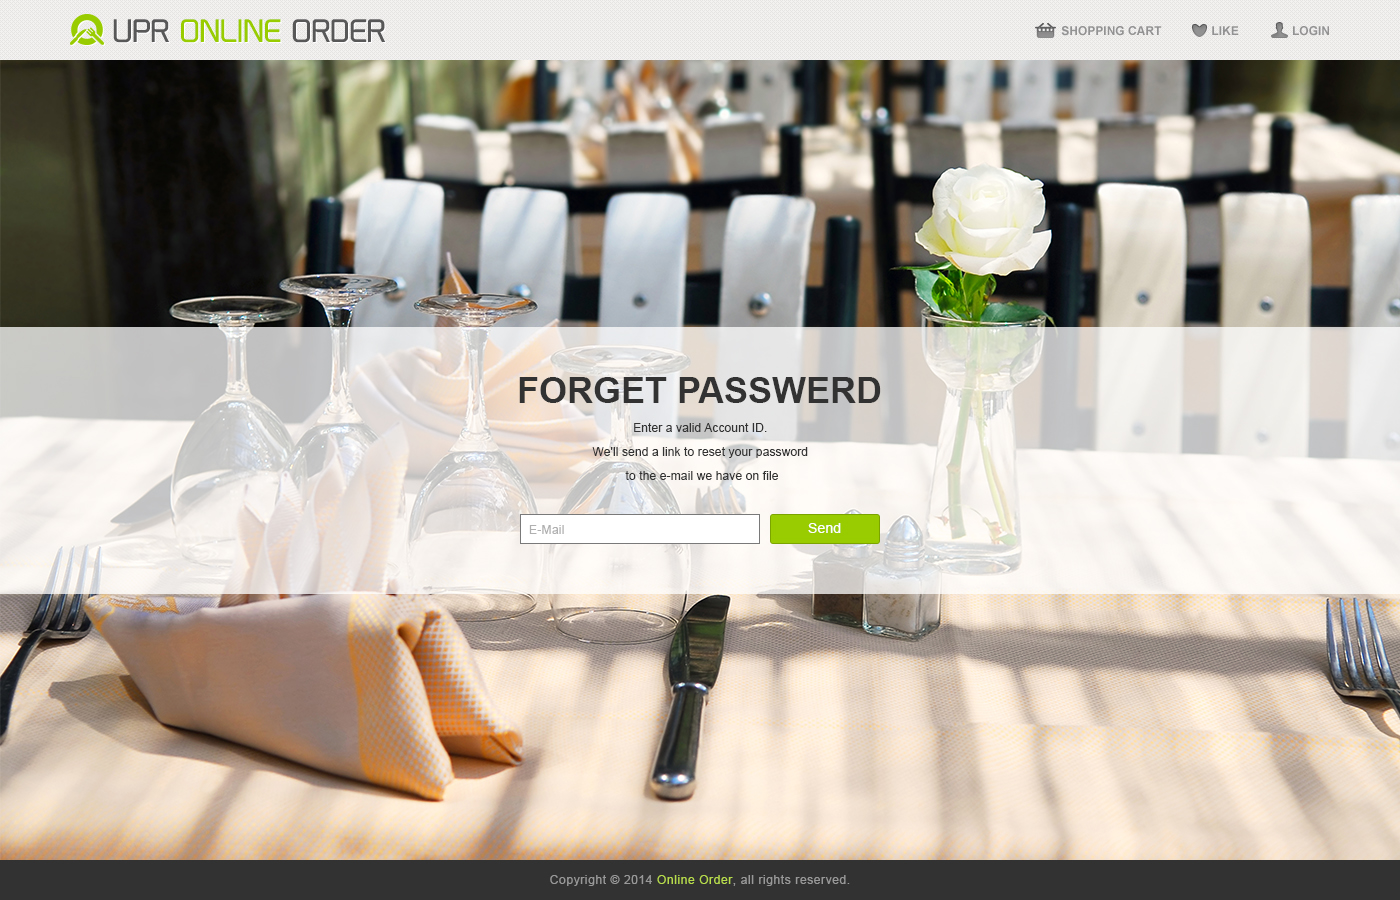 UPR ONLINE ORDER
SHOPPING CART
LIKE
LOGIN
FORGET PASSWERD
Enter a valid Account ID.
We'll send a link to reset your password
to the e-mail we have on file
E-Mail
Send
Copyright © 2014 Online Order, all rights reserved.